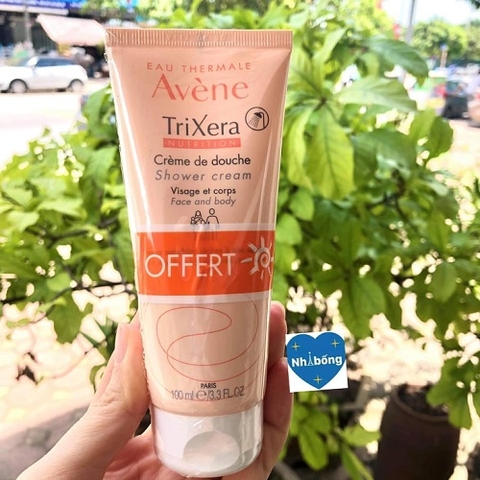 EAU THERMALE
Avène
TriXera
NUTRITION
Crème de douche
Shower cream
Visage et corps
Face and body
OFFERT
Nhà bống
PARIS
100 ml e/3.3 FL.OZ